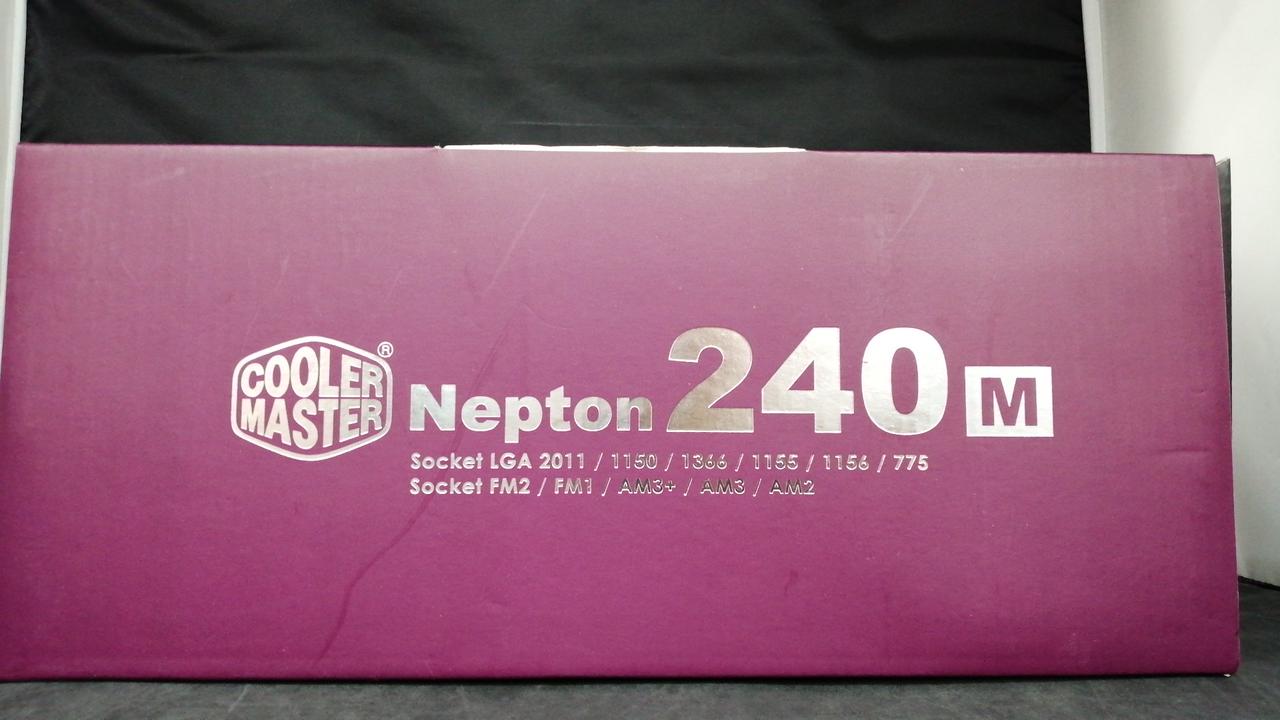 COOLER
MASTER®
Nepton 240 M
Socket LGA 2011 / 1150 / 1366 / 1155 / 1156 / 775
Socket FM2 / FM1 / AM3+ / AM3 / AM2